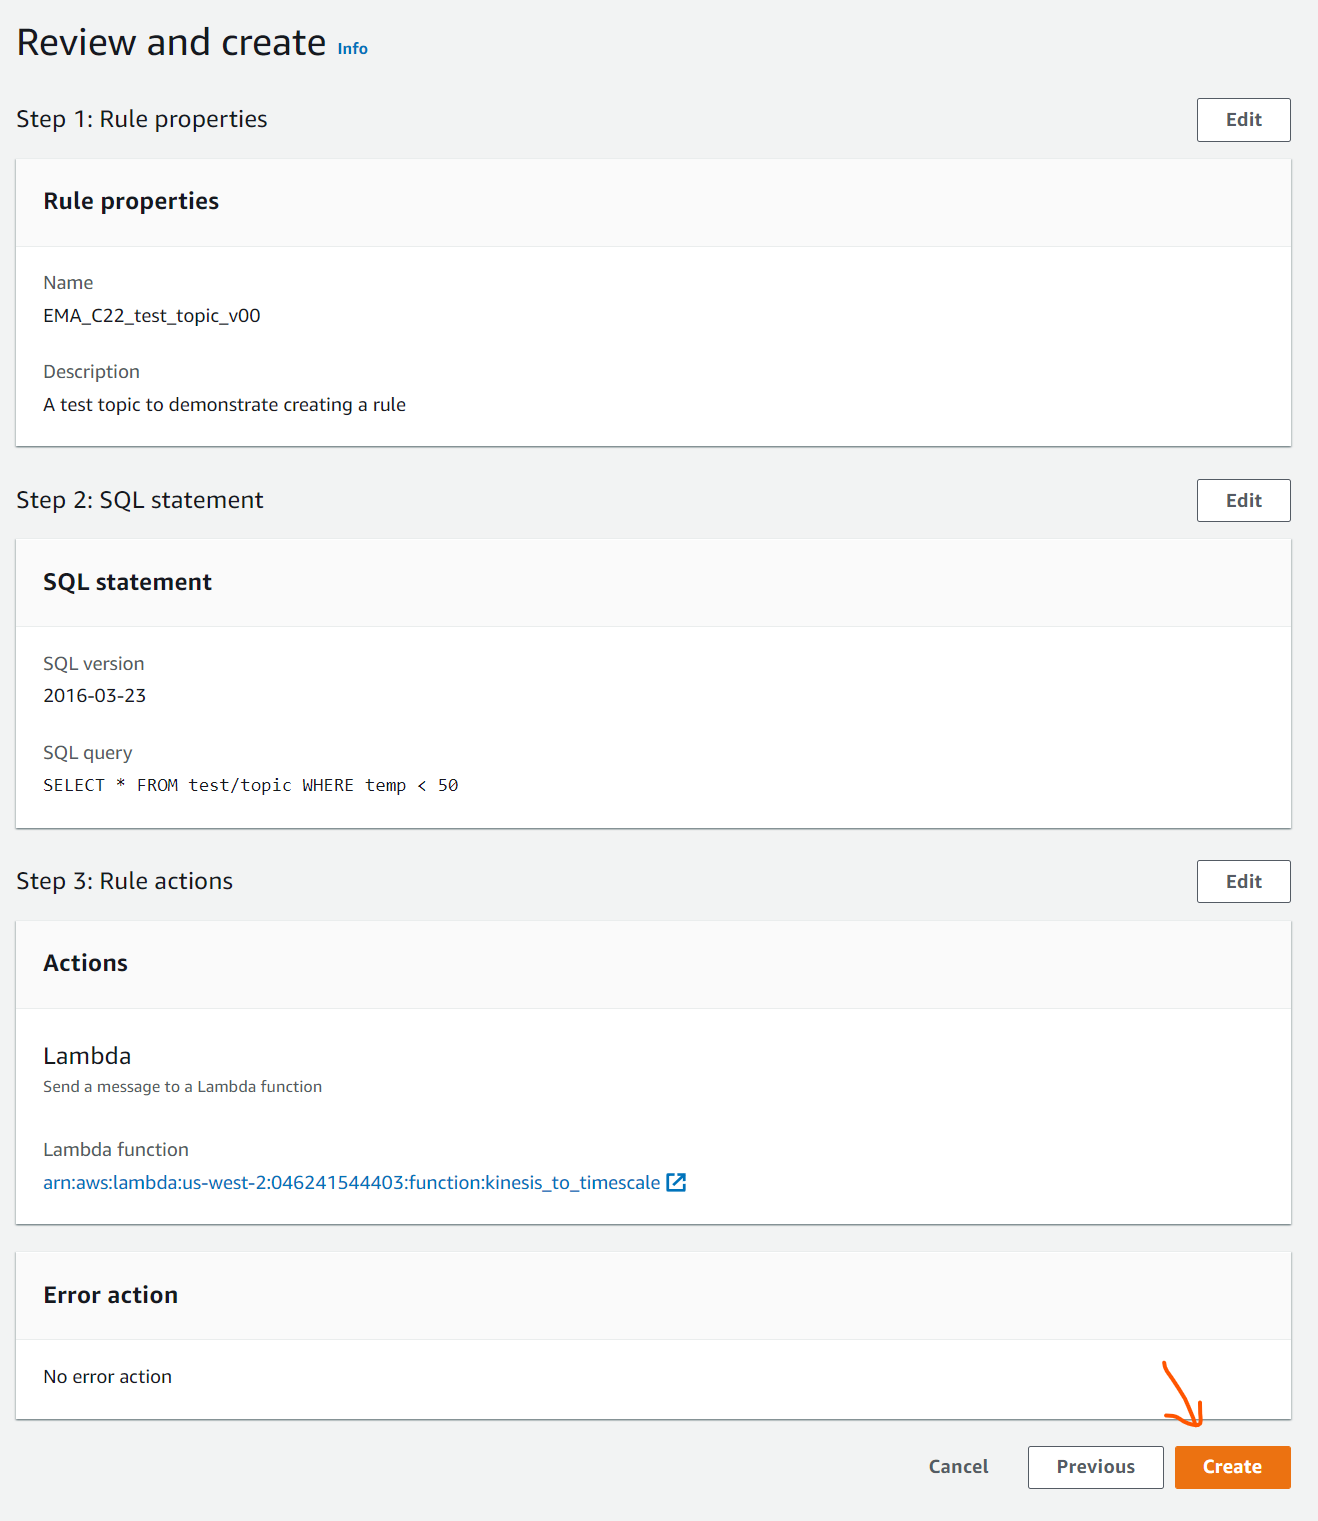 Review and create Info
Step 1: Rule properties
Edit
Rule properties
Name
EMA_C22_test_topic_v00
Description
A test topic to demonstrate creating a rule
Step 2: SQL statement
Edit
SQL statement
SQL version
2016-03-23
SQL query
SELECT * FROM test/topic WHERE temp < 50
Step 3: Rule actions
Edit
Actions
Lambda
Send a message to a Lambda function
Lambda function
arn:aws:lambda:us-west-2:046241544403:function:kinesis_to_timescale
Error action
No error action
Cancel
Previous
Create